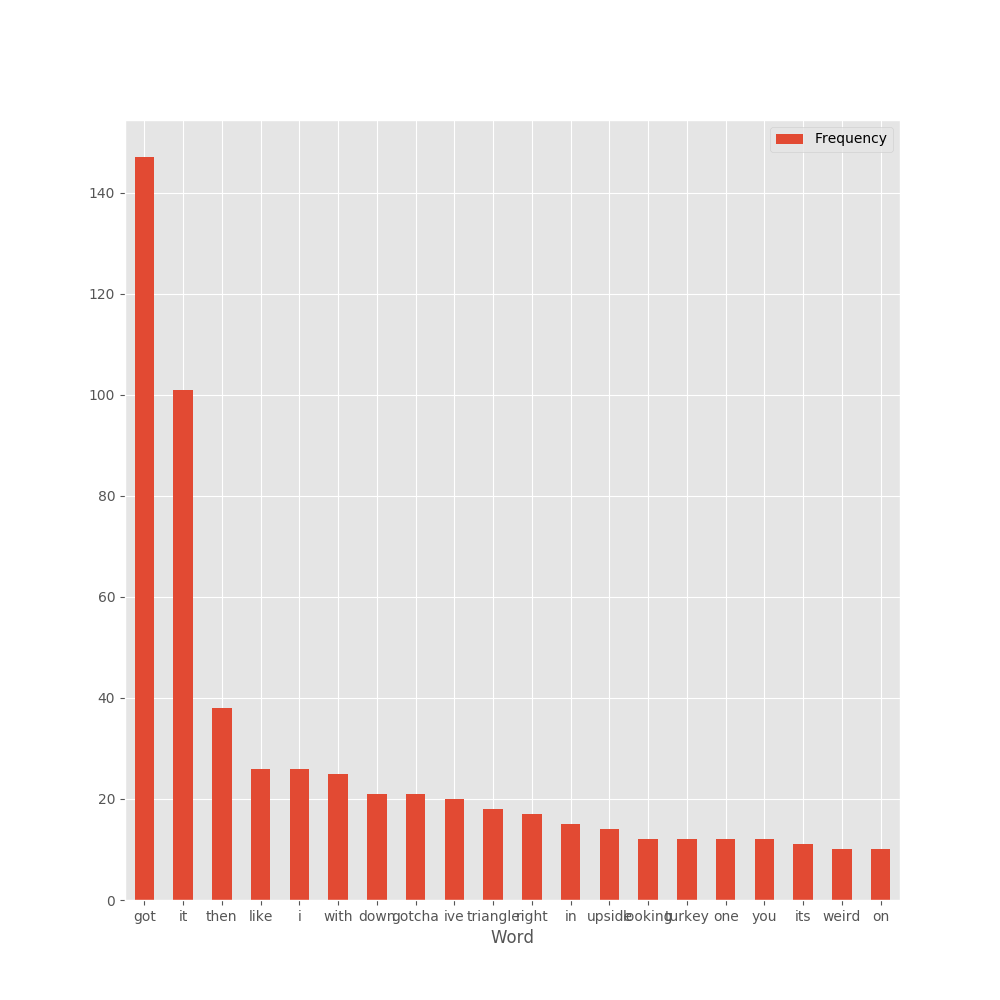 Frequency
140
120
100
80
60
40
20
0
got it then like i with down gotcha ive triangle right in upside looking turkey one you its weird on
Word